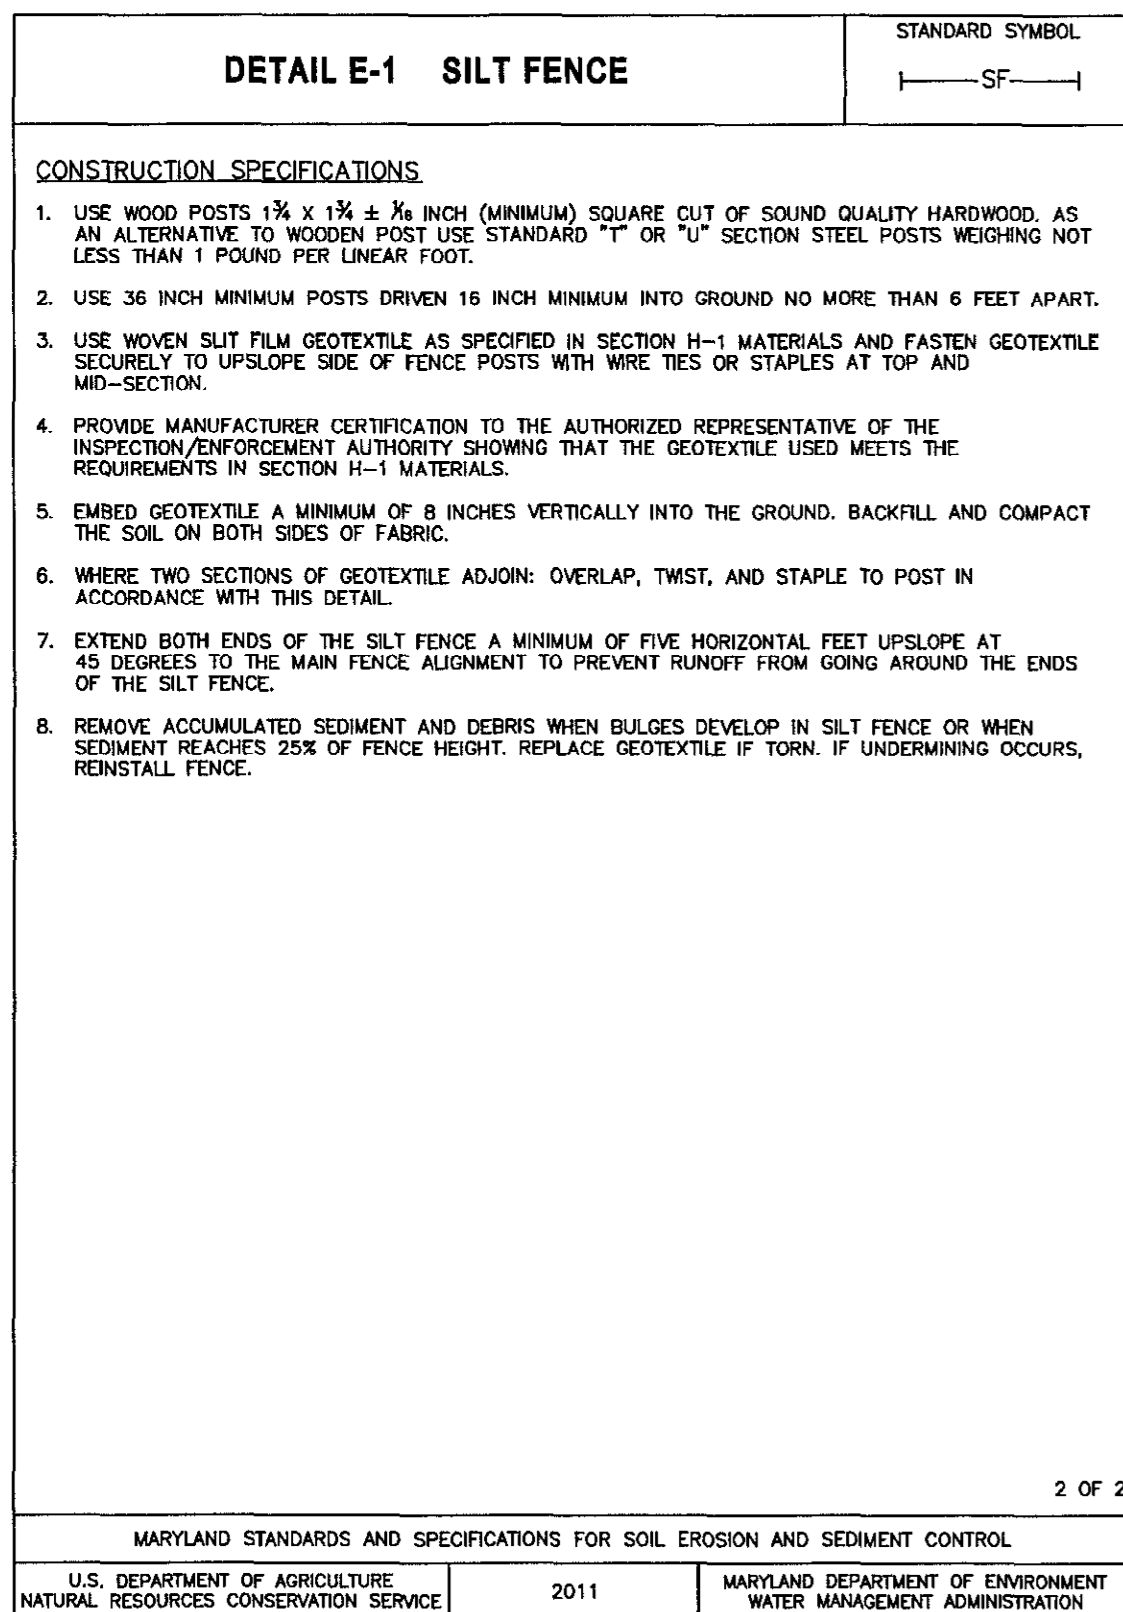 DETAIL E-1 SILT FENCE
STANDARD SYMBOL
SF
CONSTRUCTION SPECIFICATIONS
1. USE WOOD POSTS 1¾ X 1¾ ± ¹⁄₁₆ INCH (MINIMUM) SQUARE CUT OF SOUND QUALITY HARDWOOD. AS
AN ALTERNATIVE TO WOODEN POST USE STANDARD "T" OR "U" SECTION STEEL POSTS WEIGHING NOT
LESS THAN 1 POUND PER LINEAR FOOT.
2. USE 36 INCH MINIMUM POSTS DRIVEN 16 INCH MINIMUM INTO GROUND NO MORE THAN 6 FEET APART.
3. USE WOVEN SLIT FILM GEOTEXTILE AS SPECIFIED IN SECTION H-1 MATERIALS AND FASTEN GEOTEXTILE
SECURELY TO UPSLOPE SIDE OF FENCE POSTS WITH WIRE TIES OR STAPLES AT TOP AND
MID-SECTION.
4. PROVIDE MANUFACTURER CERTIFICATION TO THE AUTHORIZED REPRESENTATIVE OF THE
INSPECTION/ENFORCEMENT AUTHORITY SHOWING THAT THE GEOTEXTILE USED MEETS THE
REQUIREMENTS IN SECTION H-1 MATERIALS.
5. EMBED GEOTEXTILE A MINIMUM OF 8 INCHES VERTICALLY INTO THE GROUND. BACKFILL AND COMPACT
THE SOIL ON BOTH SIDES OF FABRIC.
6. WHERE TWO SECTIONS OF GEOTEXTILE ADJOIN: OVERLAP, TWIST, AND STAPLE TO POST IN
ACCORDANCE WITH THIS DETAIL.
7. EXTEND BOTH ENDS OF THE SILT FENCE A MINIMUM OF FIVE HORIZONTAL FEET UPSLOPE AT
45 DEGREES TO THE MAIN FENCE ALIGNMENT TO PREVENT RUNOFF FROM GOING AROUND THE ENDS
OF THE SILT FENCE.
8. REMOVE ACCUMULATED SEDIMENT AND DEBRIS WHEN BULGES DEVELOP IN SILT FENCE OR WHEN
SEDIMENT REACHES 25% OF FENCE HEIGHT. REPLACE GEOTEXTILE IF TORN. IF UNDERMINING OCCURS,
REINSTALL FENCE.
2 OF 2
MARYLAND STANDARDS AND SPECIFICATIONS FOR SOIL EROSION AND SEDIMENT CONTROL
U.S. DEPARTMENT OF AGRICULTURE
NATURAL RESOURCES CONSERVATION SERVICE
2011
MARYLAND DEPARTMENT OF ENVIRONMENT
WATER MANAGEMENT ADMINISTRATION